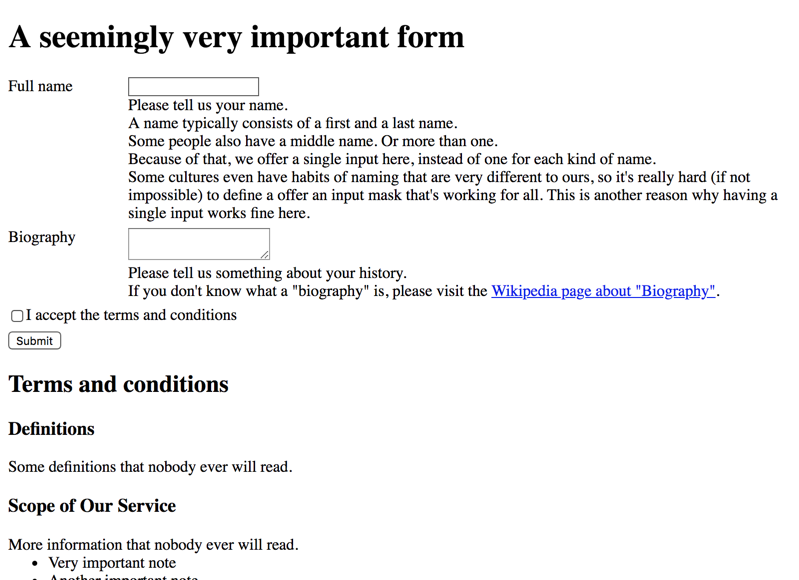 A seemingly very important form
Full name
Please tell us your name.
A name typically consists of a first and a last name.
Some people also have a middle name. Or more than one.
Because of that, we offer a single input here, instead of one for each kind of name.
Some cultures even have habits of naming that are very different to ours, so it's really hard (if not
impossible) to define a offer an input mask that's working for all. This is another reason why having a
single input works fine here.
Biography
Please tell us something about your history.
If you don't know what a "biography" is, please visit the Wikipedia page about "Biography".
I accept the terms and conditions
Submit
Terms and conditions
Definitions
Some definitions that nobody ever will read.
Scope of Our Service
More information that nobody ever will read.
• Very important note
• Another important note